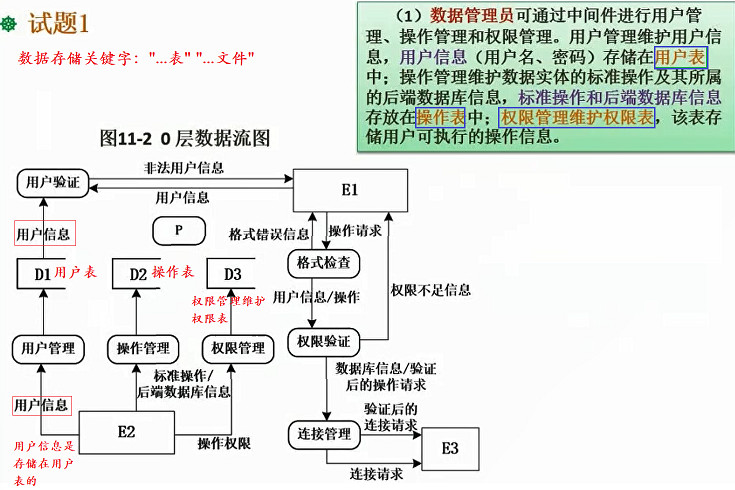 试题1
数据存储关键字："...表" "...文件"
（1）数据管理员可通过中间件进行用户管
理、操作管理和权限管理。用户管理维护用户信
息，用户信息（用户名、密码）存储在用户表
中；操作管理维护数据实体的标准操作及其所属
的后端数据库信息，标准操作和后端数据库信息
存放在操作表中；权限管理维护权限表，该表存
储用户可执行的操作信息。
图11-2 0 层数据流图
用户验证
非法用户信息
用户信息
E1
用户信息
P
格式错误信息
操作请求
格式检查
D1 用户表
D2 操作表
D3
权限管理维护
权限表
用户信息/操作
权限不足信息
用户管理
操作管理
权限管理
权限验证
标准操作/
后端数据库信息
数据库信息/验证
后的操作请求
用户信息
E2
操作权限
用户信息是
存储在用户
表的
连接管理
验证后的
连接请求
E3
连接请求